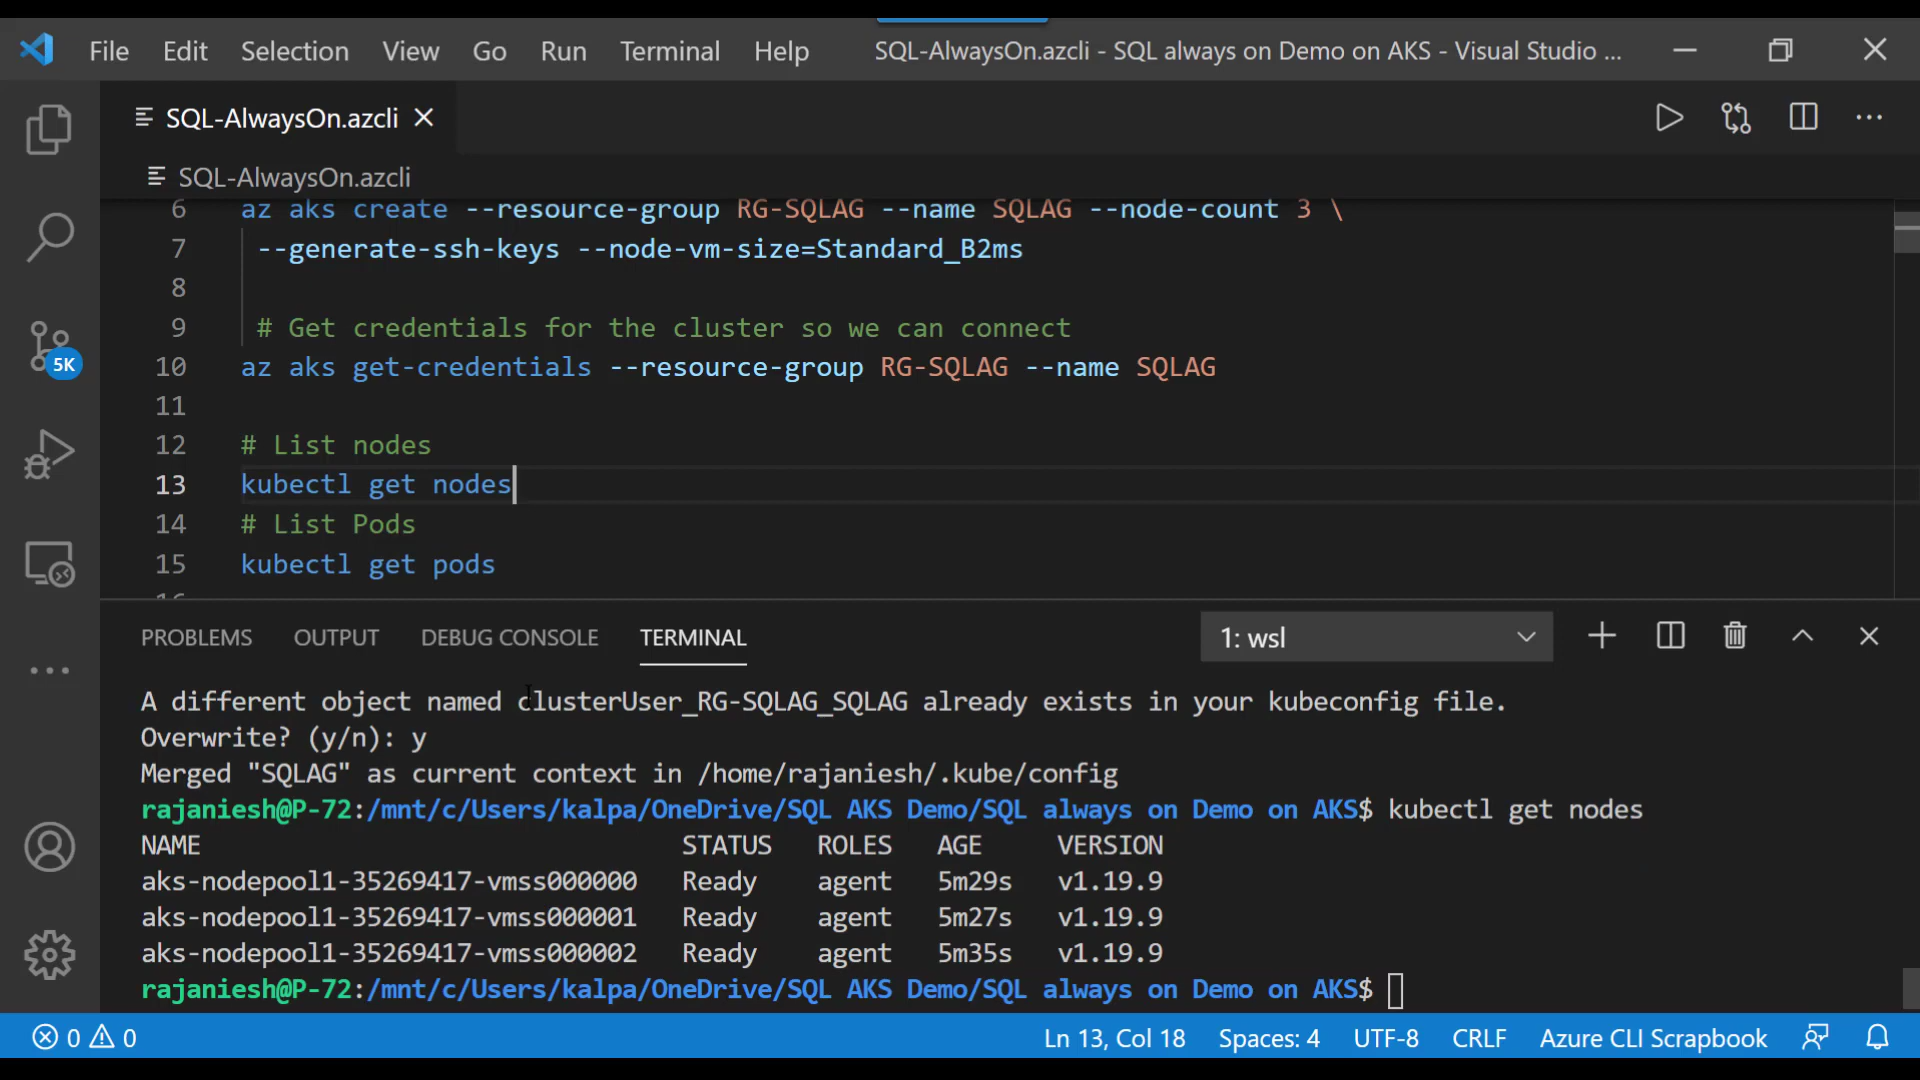 File Edit Selection View Go Run Terminal Help SQL-AlwaysOn.azcli - SQL always on Demo on AKS - Visual Studio ...
SQL-AlwaysOn.azcli
SQL-AlwaysOn.azcli
6 az aks create --resource-group RG-SQLAG --name SQLAG --node-count 3 \
7 --generate-ssh-keys --node-vm-size=Standard_B2ms
8
9 # Get credentials for the cluster so we can connect
10 az aks get-credentials --resource-group RG-SQLAG --name SQLAG
11
12 # List nodes
13 kubectl get nodes
14 # List Pods
15 kubectl get pods
5K
PROBLEMS OUTPUT DEBUG CONSOLE TERMINAL 1: wsl
A different object named clusterUser_RG-SQLAG_SQLAG already exists in your kubeconfig file.
Overwrite? (y/n): y
Merged "SQLAG" as current context in /home/rajaniesh/.kube/config
rajaniesh@P-72:/mnt/c/Users/kalpa/OneDrive/SQL AKS Demo/SQL always on Demo on AKS$ kubectl get nodes
NAME STATUS ROLES AGE VERSION
aks-nodepool1-35269417-vmss000000 Ready agent 5m29s v1.19.9
aks-nodepool1-35269417-vmss000001 Ready agent 5m27s v1.19.9
aks-nodepool1-35269417-vmss000002 Ready agent 5m35s v1.19.9
rajaniesh@P-72:/mnt/c/Users/kalpa/OneDrive/SQL AKS Demo/SQL always on Demo on AKS$
0 0 Ln 13, Col 18 Spaces: 4 UTF-8 CRLF Azure CLI Scrapbook